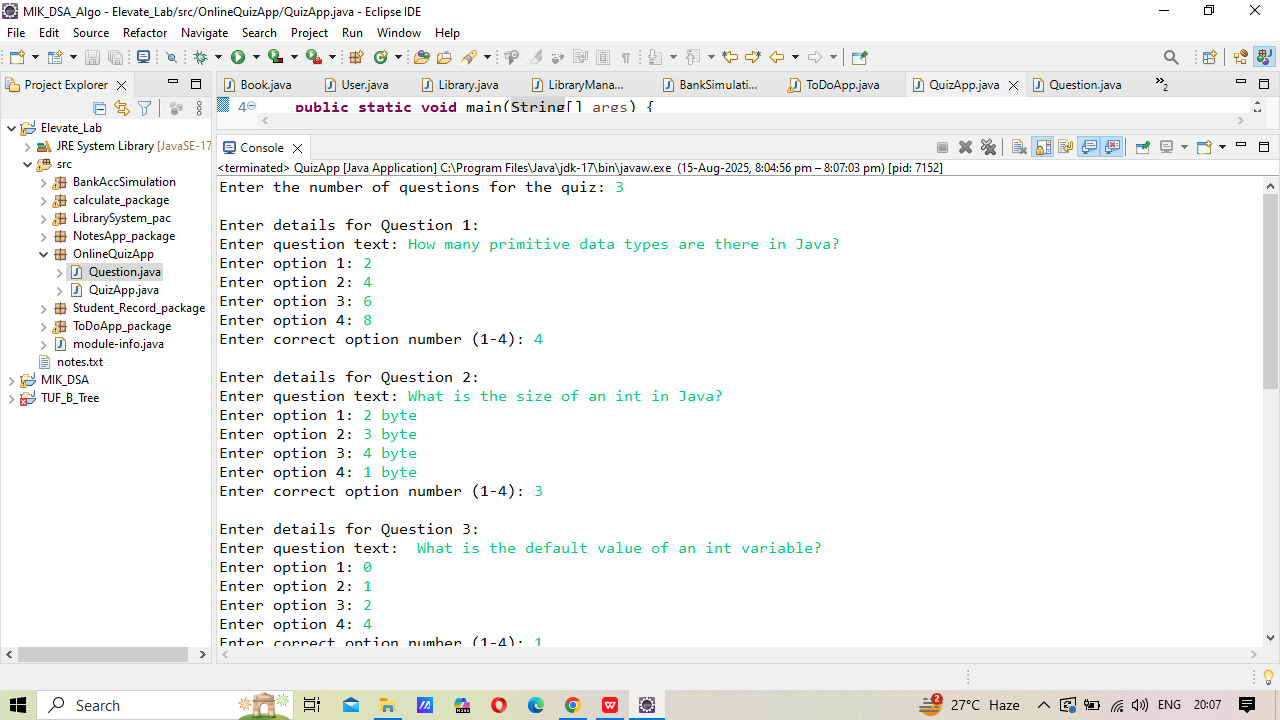 MIK_DSA_Algo - Elevate_Lab/src/OnlineQuizApp/QuizApp.java - Eclipse IDE
File Edit Source Refactor Navigate Search Project Run Window Help
Project Explorer
Book.java User.java Library.java LibraryMana... BankSimulati... ToDoApp.java QuizApp.java Question.java »2
4 public static void main(String[] args) {
Elevate_Lab
JRE System Library [JavaSE-17
src
BankAccSimulation
calculate_package
LibrarySystem_pac
NotesApp_package
OnlineQuizApp
Question.java
QuizApp.java
Student_Record_package
ToDoApp_package
module-info.java
notes.txt
MIK_DSA
TUF_B_Tree
Console
<terminated> QuizApp [Java Application] C:\Program Files\Java\jdk-17\bin\javaw.exe (15-Aug-2025, 8:04:56 pm – 8:07:03 pm) [pid: 7152]
Enter the number of questions for the quiz: 3
Enter details for Question 1:
Enter question text: How many primitive data types are there in Java?
Enter option 1: 2
Enter option 2: 4
Enter option 3: 6
Enter option 4: 8
Enter correct option number (1-4): 4
Enter details for Question 2:
Enter question text: What is the size of an int in Java?
Enter option 1: 2 byte
Enter option 2: 3 byte
Enter option 3: 4 byte
Enter option 4: 1 byte
Enter correct option number (1-4): 3
Enter details for Question 3:
Enter question text:  What is the default value of an int variable?
Enter option 1: 0
Enter option 2: 1
Enter option 3: 2
Enter option 4: 4
Enter correct option number (1-4): 1
Search
2 27°C Haze ENG 20:07